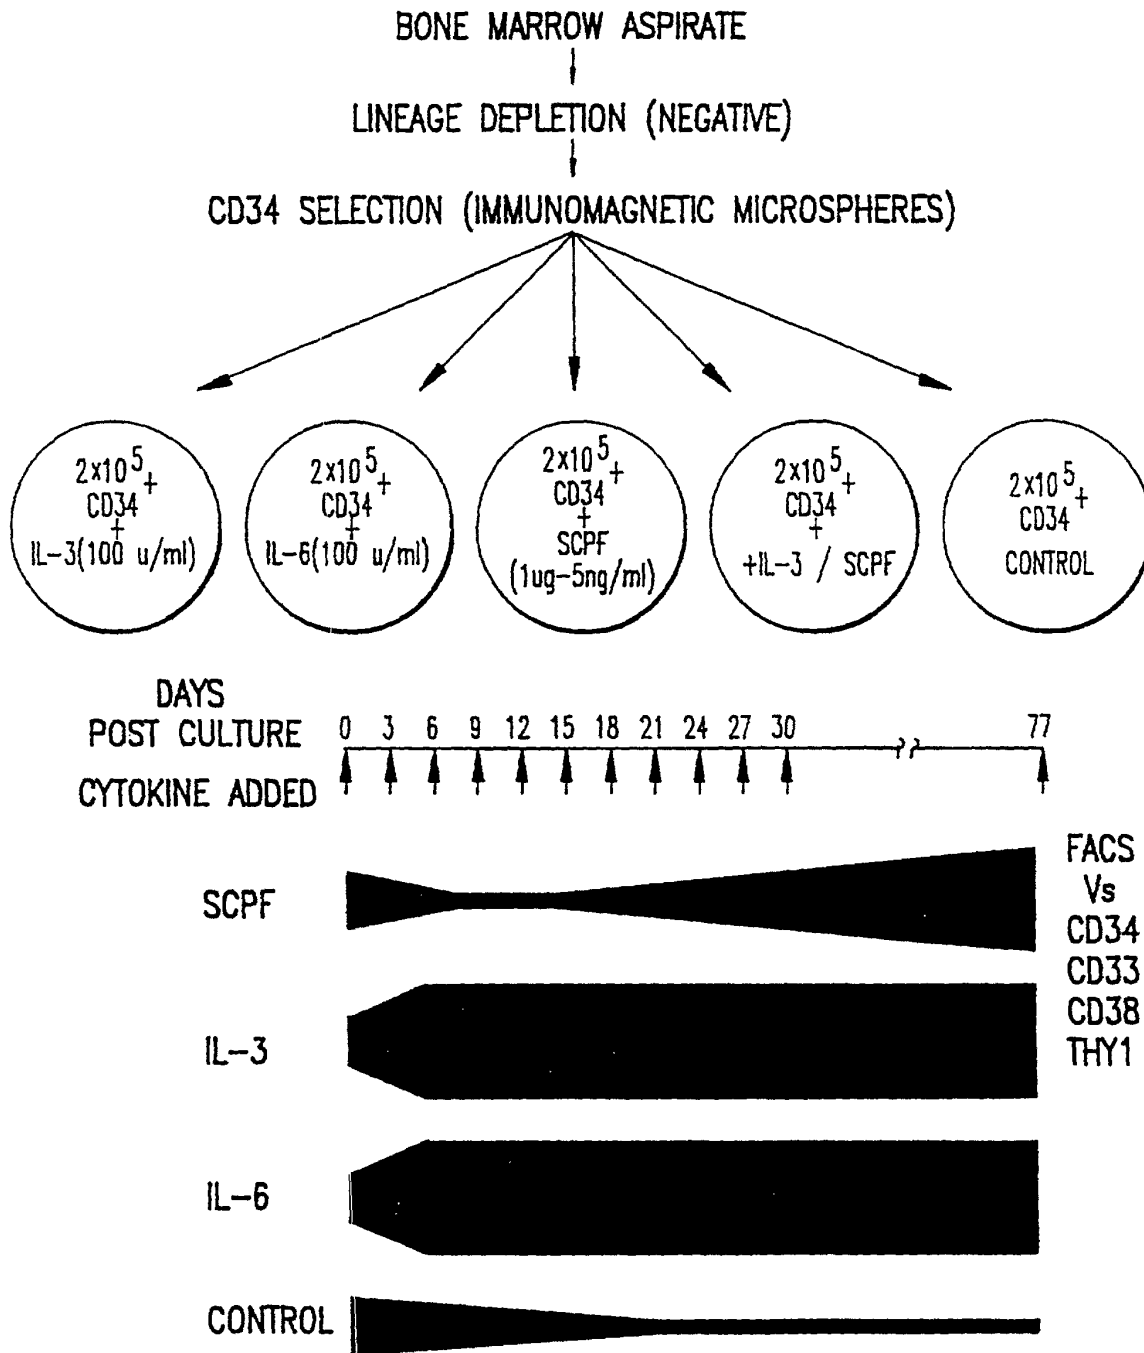 BONE MARROW ASPIRATE
LINEAGE DEPLETION (NEGATIVE)
CD34 SELECTION (IMMUNOMAGNETIC MICROSPHERES)
2x10 5 +
CD34
+
IL-3(100 u/ml)
2x10 5 +
CD34
+
IL-6(100 u/ml)
2x10 5 +
CD34
+
SCPF
(1ug-5ng/ml)
2x10 5 +
CD34
+
+IL-3 / SCPF
2x10 5 +
CD34
CONTROL
DAYS
POST CULTURE 0 3 6 9 12 15 18 21 24 27 30 77
CYTOKINE ADDED
SCPF
IL-3
IL-6
CONTROL
FACS
Vs
CD34
CD33
CD38
THY1